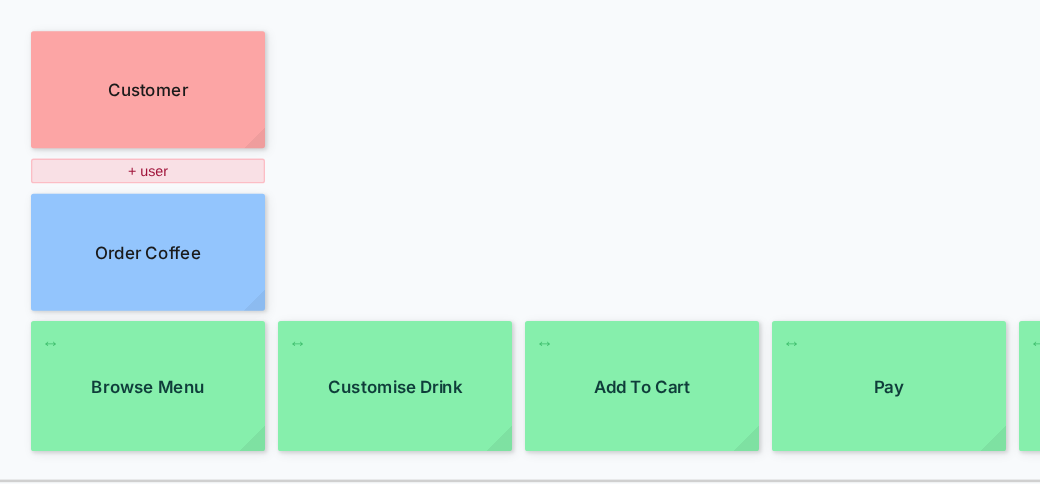 Customer
+ user
Order Coffee
Browse Menu
Customise Drink
Add To Cart
Pay